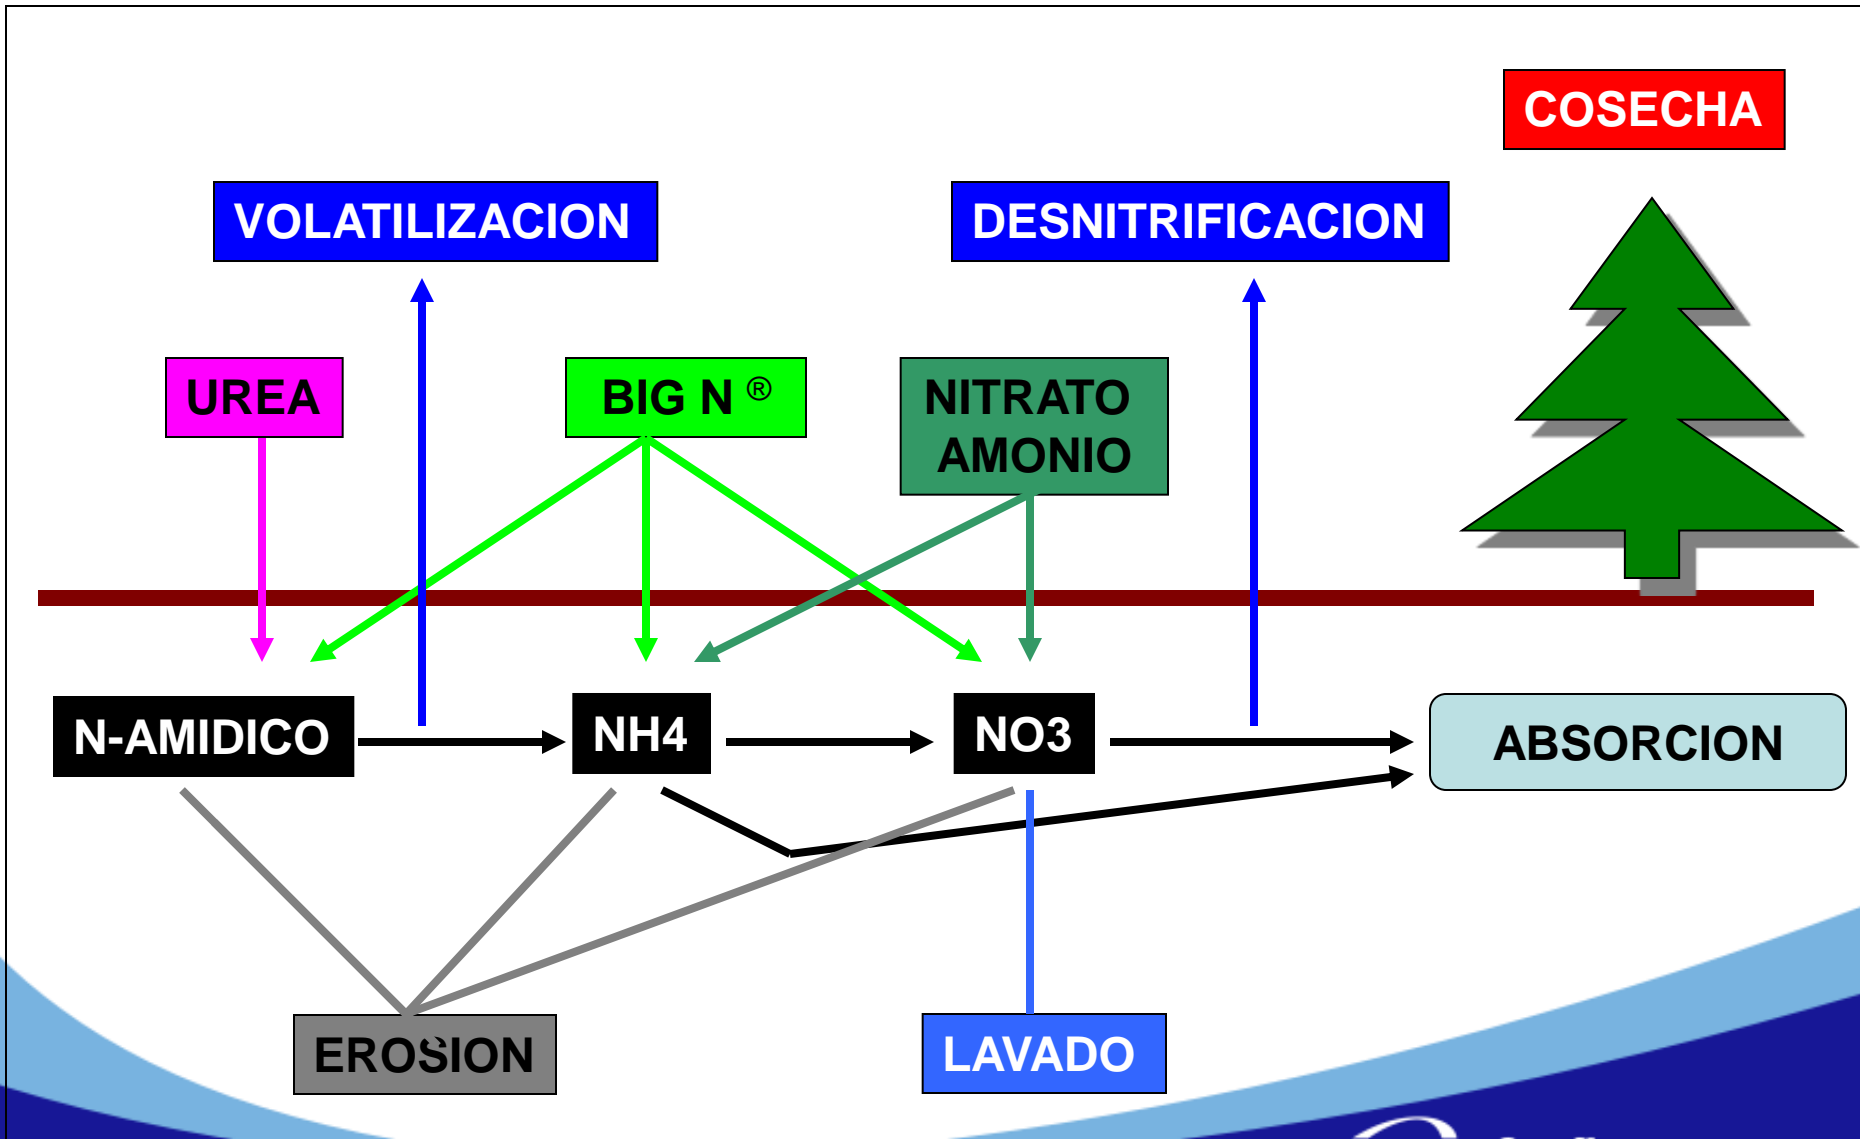 COSECHA
VOLATILIZACION
DESNITRIFICACION
UREA
BIG N ®
NITRATO
AMONIO
N-AMIDICO
NH4
NO3
ABSORCION
EROSION
LAVADO